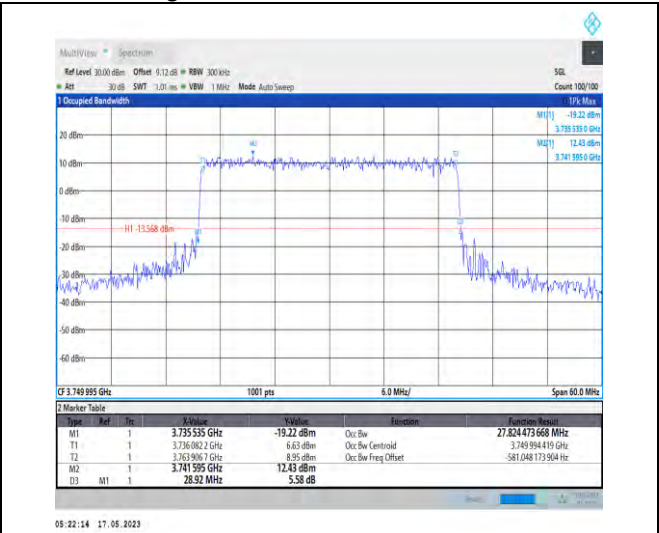 MultiView Spectrum
Ref Level 30.00 dBm Offset 9.12 dB RBW 300 kHz SGL
Att 30 dB SWT 1.01 ms VBW 1 MHz Mode Auto Sweep Count 100/100
1 Occupied Bandwidth 1Pk Max
M1[1] -19.22 dBm
3.735 535 0 GHz
M2[1] 12.43 dBm
3.741 595 0 GHz
20 dBm
M2
T1 T2
10 dBm
0 dBm
-10 dBm
H1 -13.568 dBm
M1 D3
-20 dBm
-30 dBm
-40 dBm
-50 dBm
-60 dBm
CF 3.749 995 GHz 1001 pts 6.0 MHz/ Span 60.0 MHz
2 Marker Table
Type Ref Trc X-Value Y-Value Function Function Result
M1 1 3.735 535 GHz -19.22 dBm Occ Bw 27.824 473 668 MHz
T1 1 3.736 082 2 GHz 6.63 dBm Occ Bw Centroid 3.749 994 419 GHz
T2 1 3.763 906 7 GHz 8.95 dBm Occ Bw Freq Offset -581.048 173 904 Hz
M2 1 3.741 595 GHz 12.43 dBm
D3 M1 1 28.92 MHz 5.58 dB
05:22:14 17.05.2023